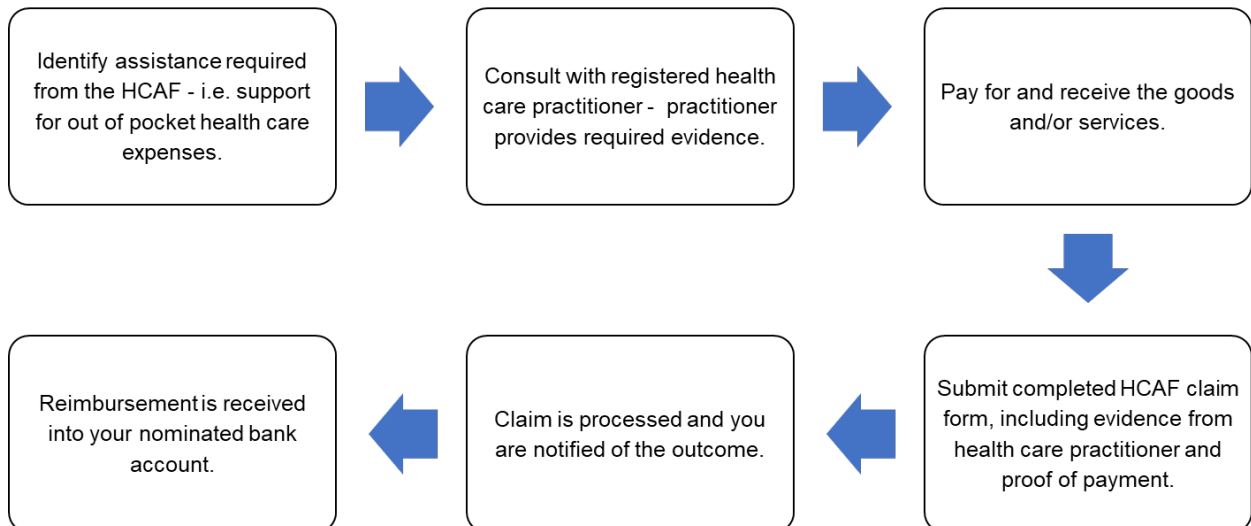 Identify assistance required
from the HCAF - i.e. support
for out of pocket health care
expenses.
Consult with registered health
care practitioner - practitioner
provides required evidence.
Pay for and receive the goods
and/or services.
Submit completed HCAF claim
form, including evidence from
health care practitioner and
proof of payment.
Claim is processed and you
are notified of the outcome.
Reimbursement is received
into your nominated bank
account.